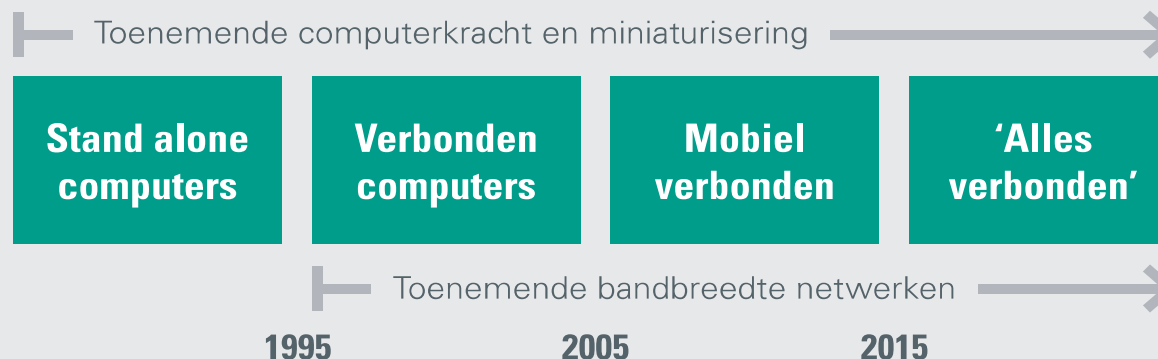 Toenemende computerkracht en miniaturisering
Stand alone
computers
Verbonden
computers
Mobiel
verbonden
‘Alles
verbonden’
Toenemende bandbreedte netwerken
1995
2005
2015